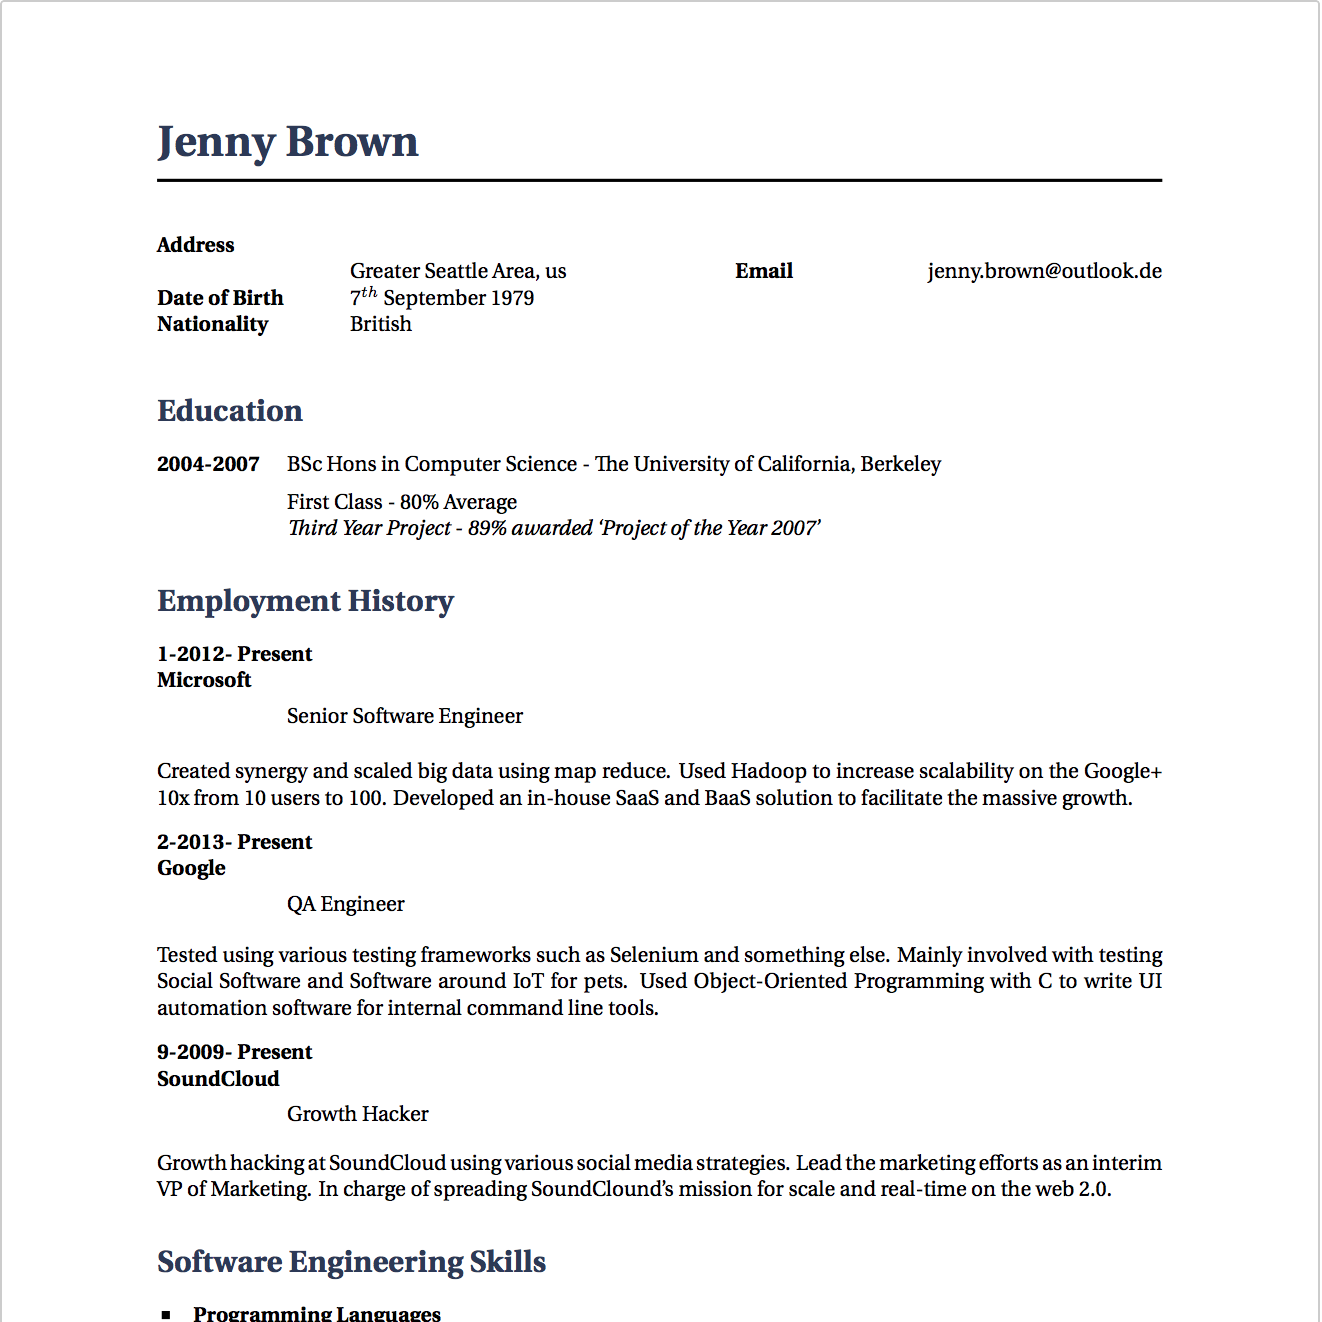 Jenny Brown
Address
Greater Seattle Area, us Email jenny.brown@outlook.de
Date of Birth 7th September 1979
Nationality British
Education
2004-2007 BSc Hons in Computer Science - The University of California, Berkeley
First Class - 80% Average
Third Year Project - 89% awarded ‘Project of the Year 2007’
Employment History
1-2012- Present
Microsoft
Senior Software Engineer
Created synergy and scaled big data using map reduce. Used Hadoop to increase scalability on the Google+
10x from 10 users to 100. Developed an in-house SaaS and BaaS solution to facilitate the massive growth.
2-2013- Present
Google
QA Engineer
Tested using various testing frameworks such as Selenium and something else. Mainly involved with testing
Social Software and Software around IoT for pets. Used Object-Oriented Programming with C to write UI
automation software for internal command line tools.
9-2009- Present
SoundCloud
Growth Hacker
Growth hacking at SoundCloud using various social media strategies. Lead the marketing efforts as an interim
VP of Marketing. In charge of spreading SoundClound’s mission for scale and real-time on the web 2.0.
Software Engineering Skills
▪ Programming Languages